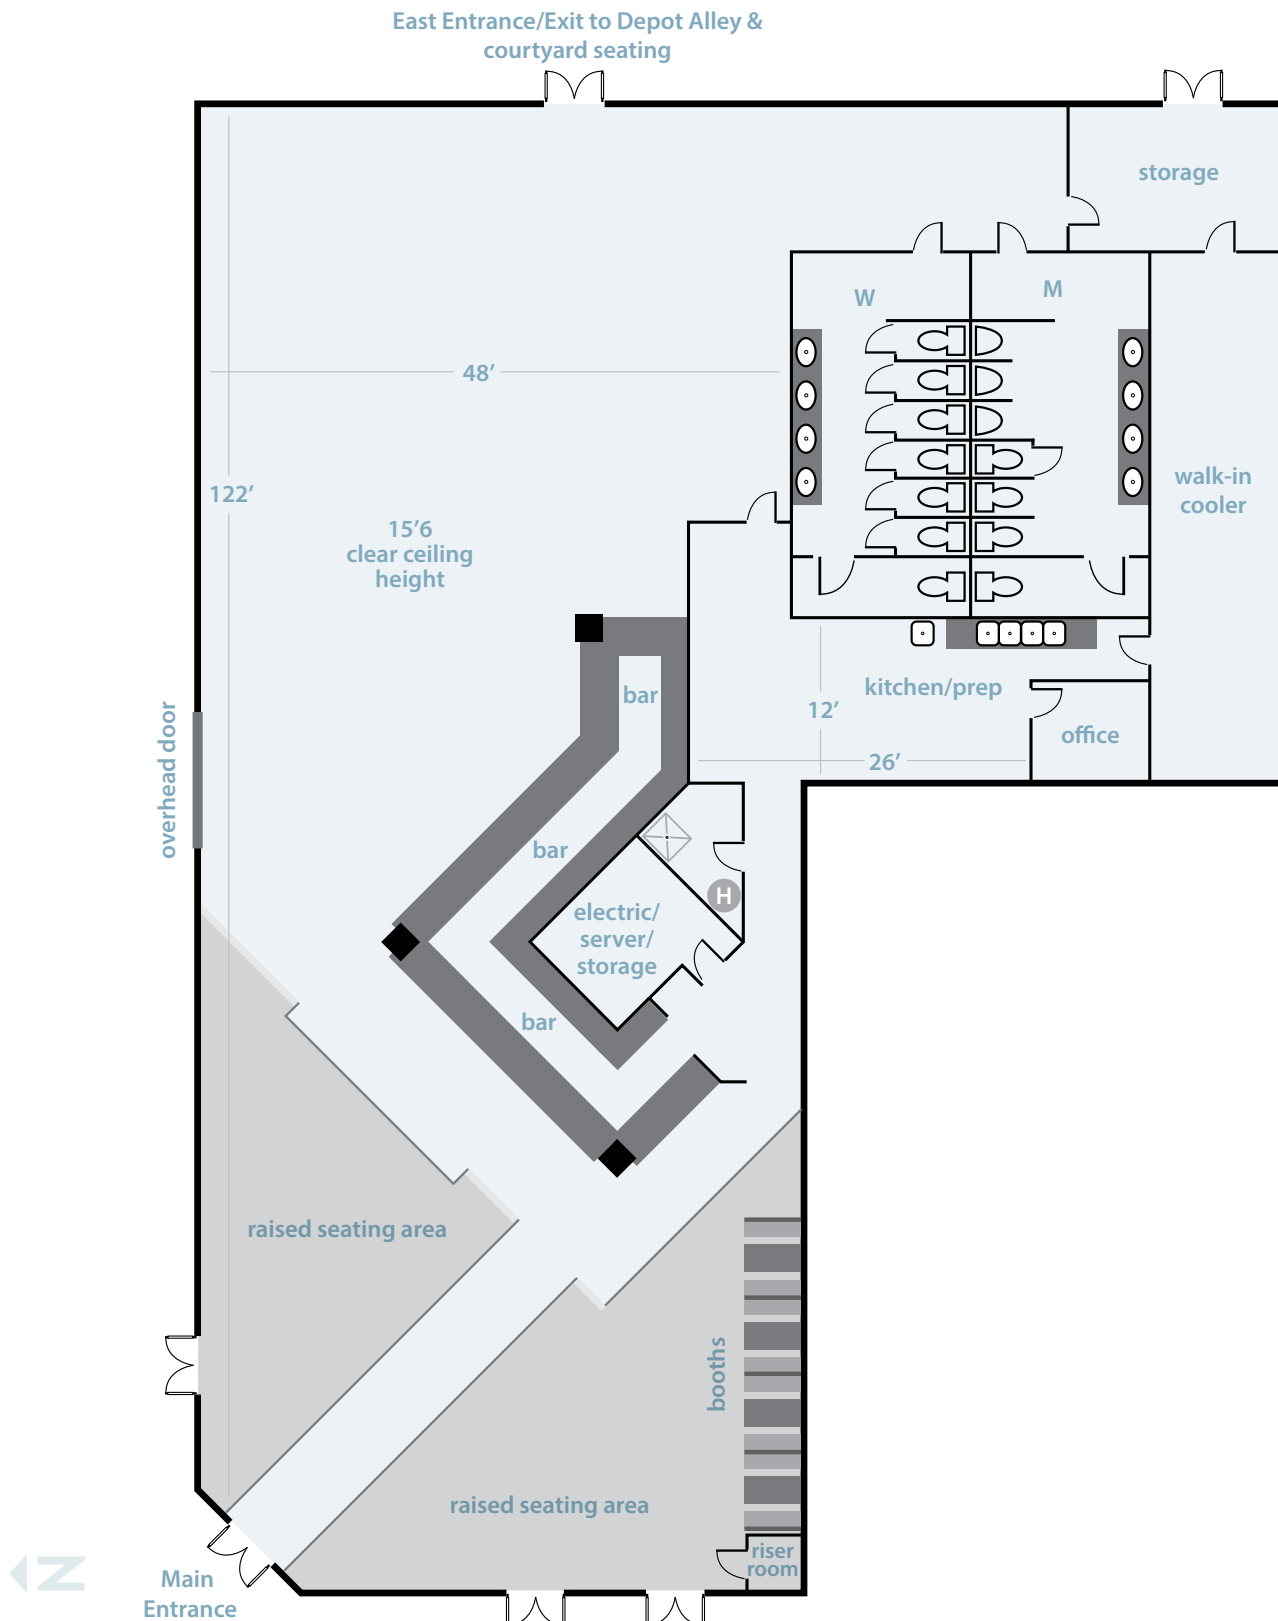 East Entrance/Exit to Depot Alley &
courtyard seating
storage
W
M
48’
122’
walk-in
cooler
15’6
clear ceiling
height
bar
kitchen/prep
12’
office
26’
overhead door
bar
H
electric/
server/
storage
bar
raised seating area
booths
raised seating area
riser
room
N
Main
Entrance